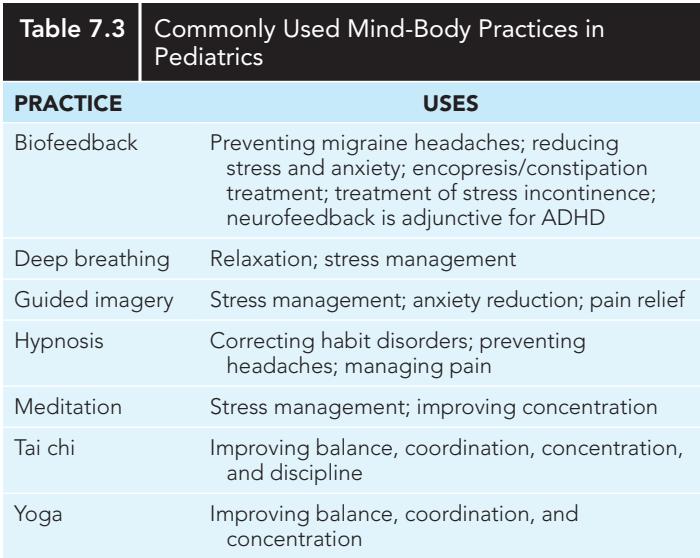 Table 7.3 Commonly Used Mind-Body Practices in
Pediatrics
PRACTICE USES
Biofeedback Preventing migraine headaches; reducing
stress and anxiety; encopresis/constipation
treatment; treatment of stress incontinence;
neurofeedback is adjunctive for ADHD
Deep breathing Relaxation; stress management
Guided imagery Stress management; anxiety reduction; pain relief
Hypnosis Correcting habit disorders; preventing
headaches; managing pain
Meditation Stress management; improving concentration
Tai chi Improving balance, coordination, concentration,
and discipline
Yoga Improving balance, coordination, and
concentration